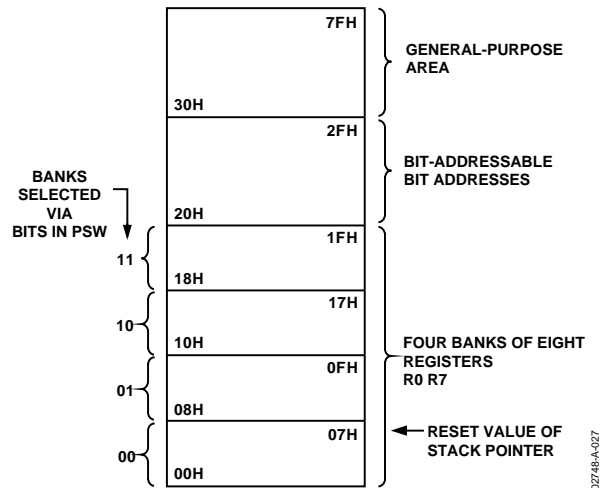 7FH
GENERAL-PURPOSE
AREA
30H
2FH
BIT-ADDRESSABLE
BIT ADDRESSES
BANKS
SELECTED
VIA
BITS IN PSW
20H
1FH
11
18H
17H
10
10H
FOUR BANKS OF EIGHT
REGISTERS
R0 R7
0FH
01
08H
07H
RESET VALUE OF
STACK POINTER
00
00H
02748-A-027